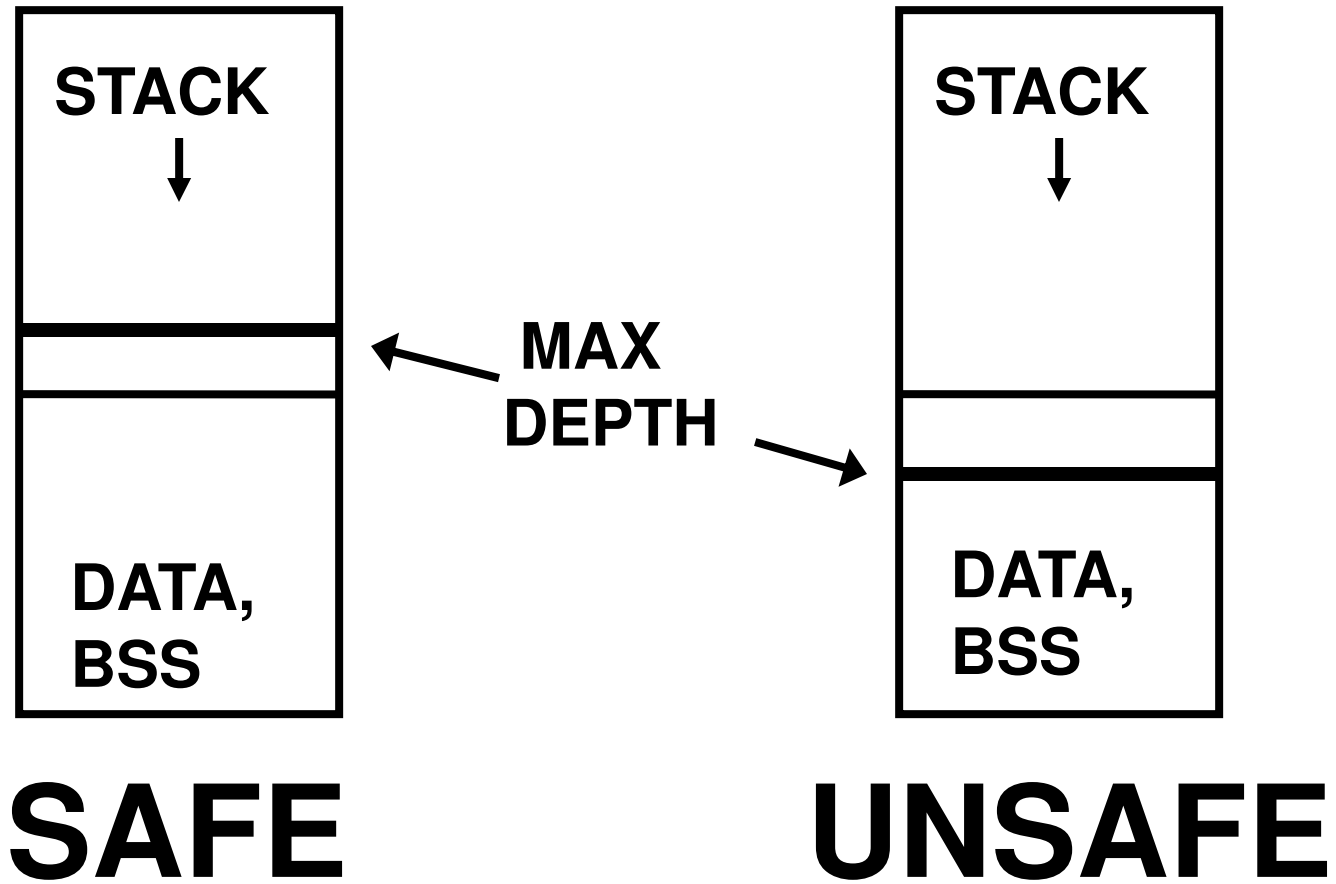 STACK
DATA,
BSS
SAFE
MAX
DEPTH
STACK
DATA,
BSS
UNSAFE